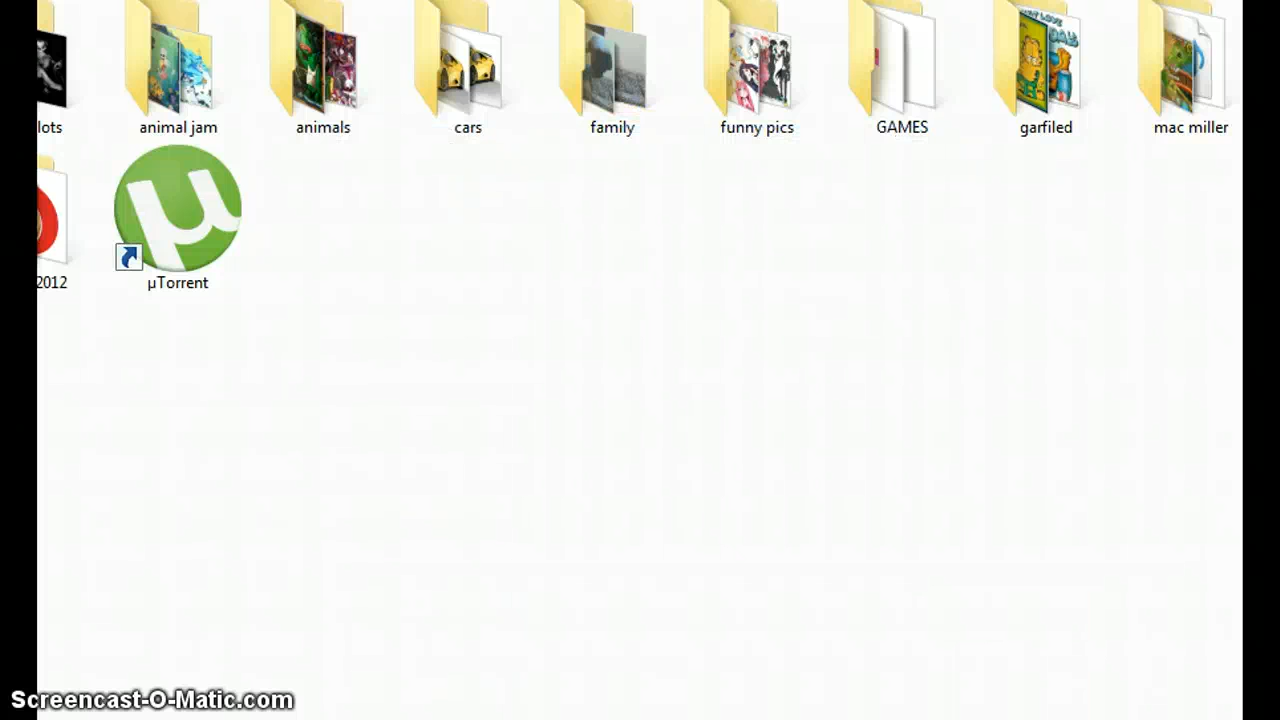 lots
animal jam
animals
cars
family
funny pics
GAMES
garfiled
mac miller
2012
µTorrent
Screencast-O-Matic.com